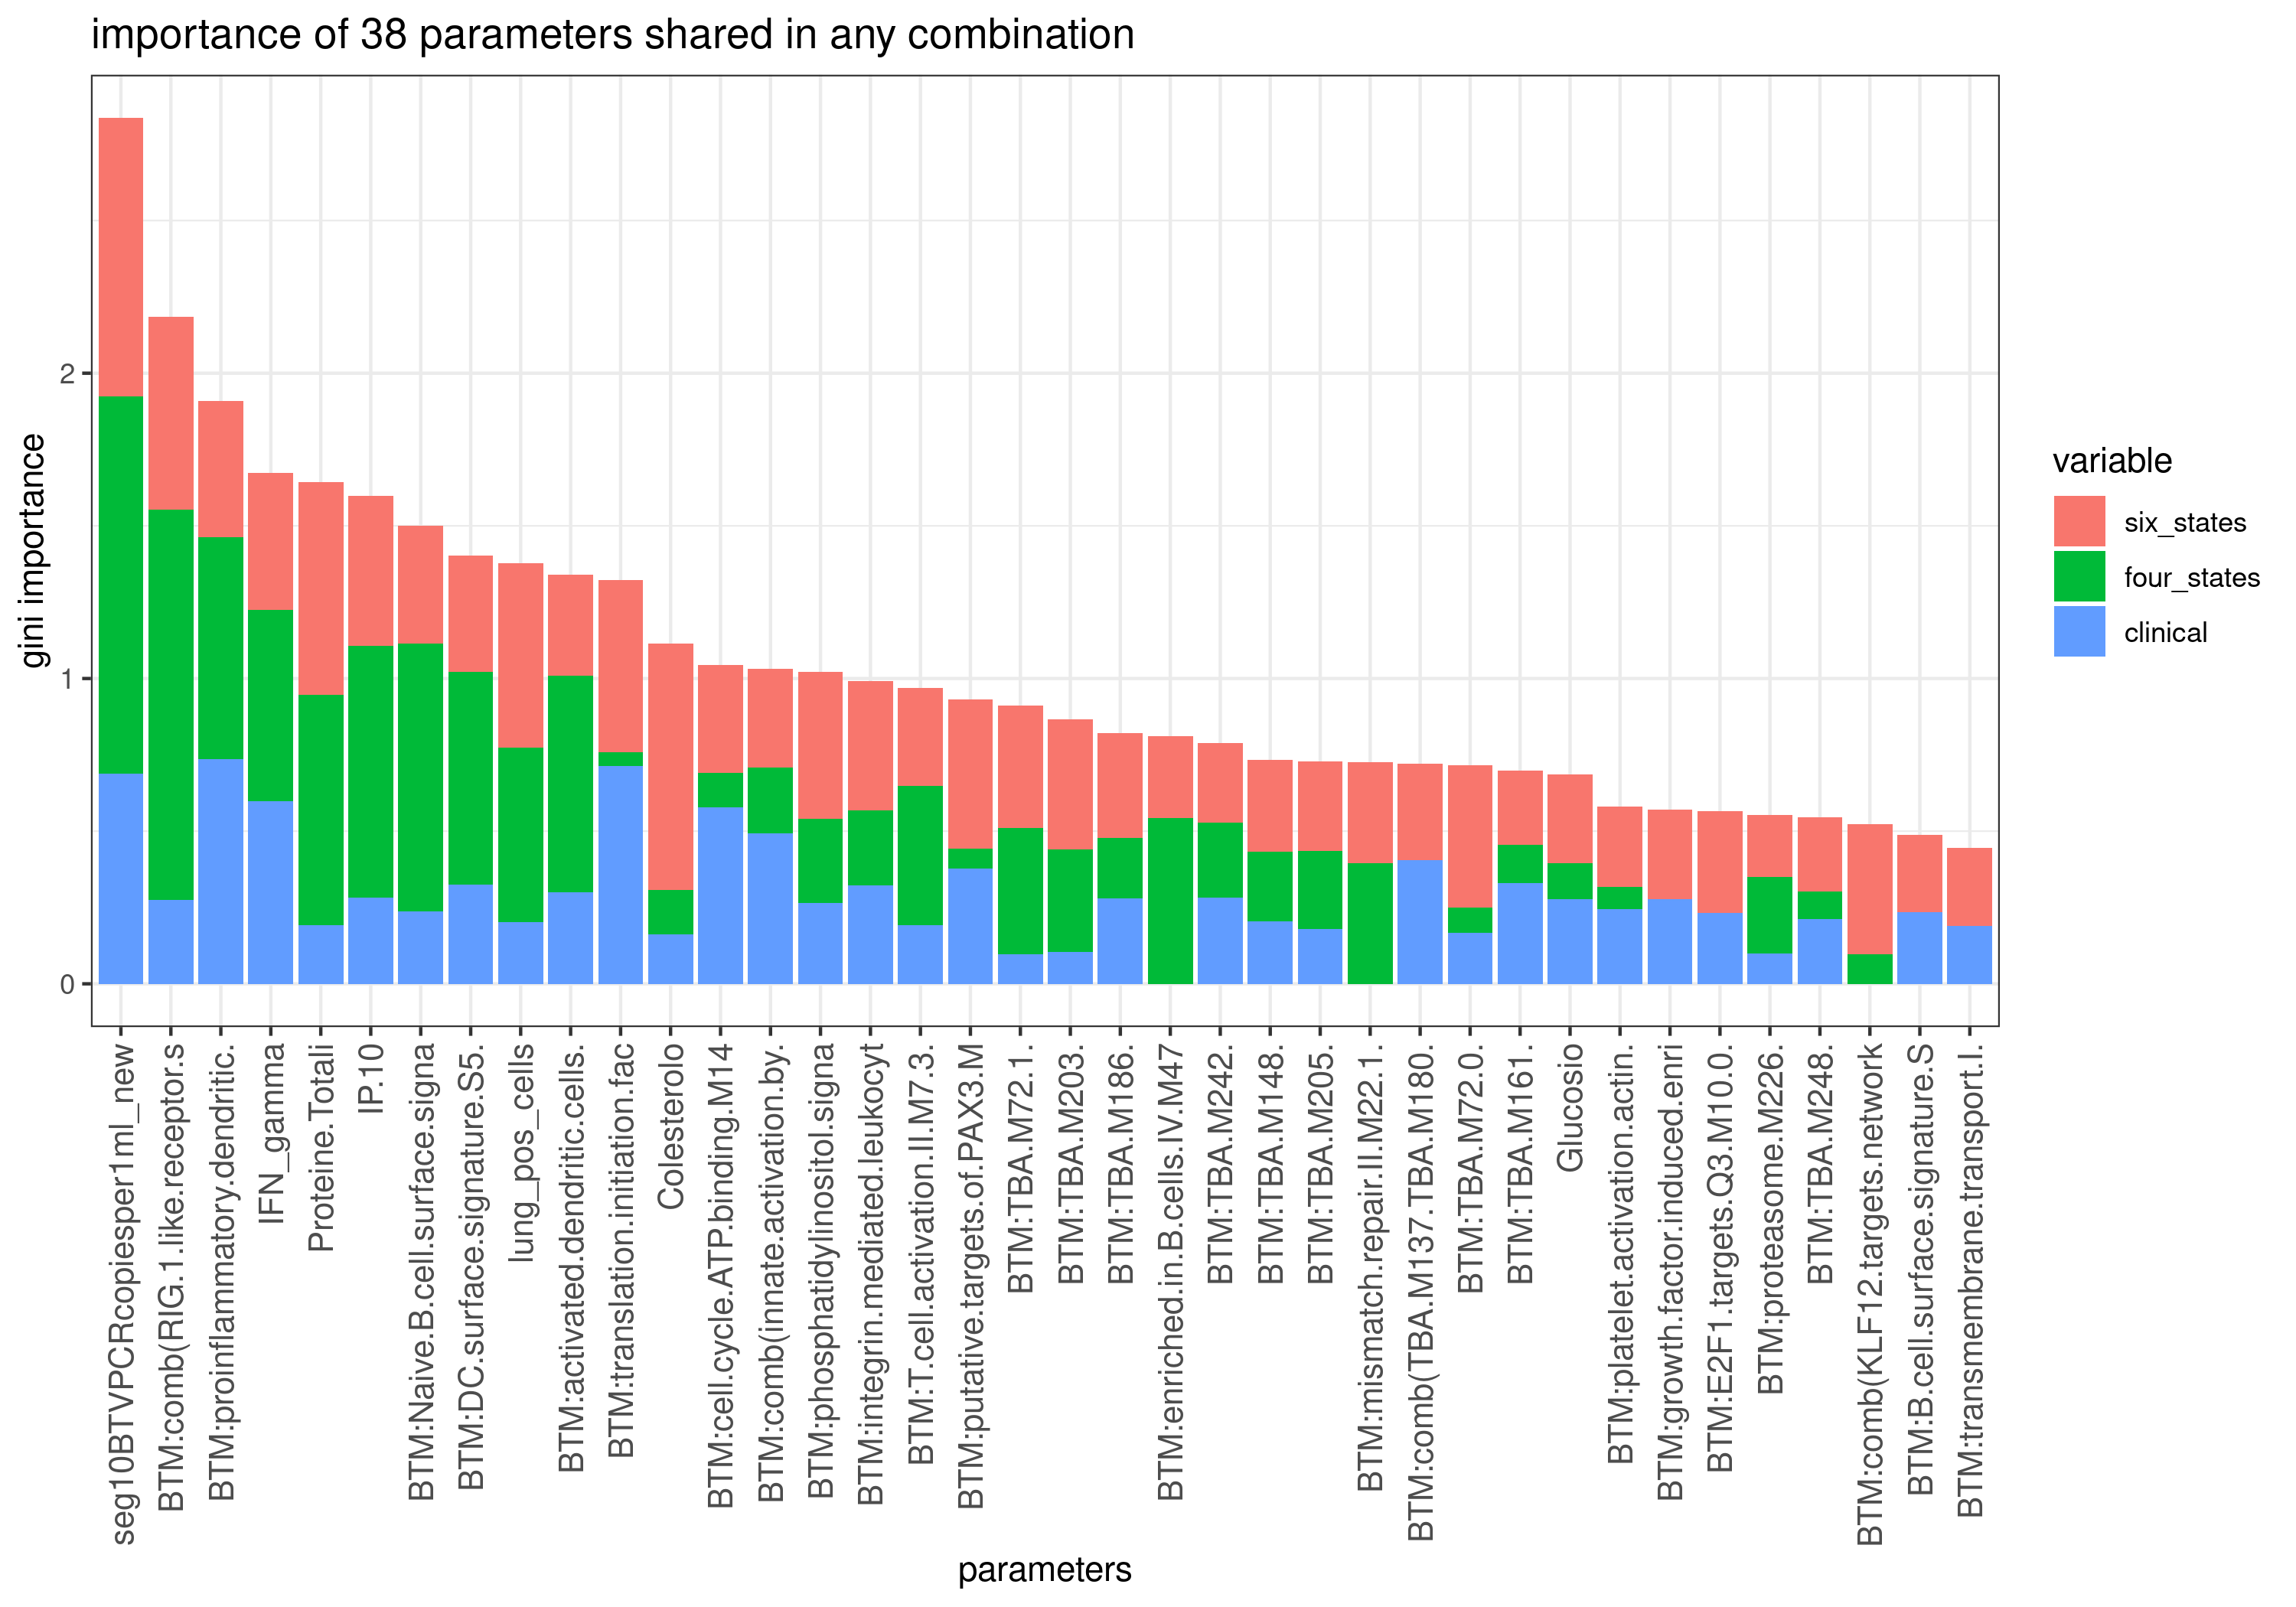 importance of 38 parameters shared in any combination
gini importance
2
1
0
seg10BTVPCRcopiesper1ml_new
BTM:comb(RIG.1.like.receptor.s
BTM:proinflammatory.dendritic.
IFN_gamma
Proteine.Totali
IP.10
BTM:Naive.B.cell.surface.signa
BTM:DC.surface.signature.S5.
lung_pos_cells
BTM:activated.dendritic.cells.
BTM:translation.initiation.fac
Colesterolo
BTM:cell.cycle.ATP.binding.M14
BTM:comb(innate.activation.by.
BTM:phosphatidylinositol.signa
BTM:integrin.mediated.leukocyt
BTM:T.cell.activation.III.M7.3.
BTM:putative.targets.of.PAX3.M
BTM:TBA.M72.1.
BTM:TBA.M203.
BTM:TBA.M186.
BTM:enriched.in.B.cells.IV.M47
BTM:TBA.M242.
BTM:TBA.M148.
BTM:TBA.M205.
BTM:mismatch.repair.II.M22.1.
BTM:comb(TBA.M137.TBA.M180.
BTM:TBA.M72.0.
BTM:TBA.M161.
Glucosio
BTM:platelet.activation.actin.
BTM:growth.factor.induced.enri
BTM:E2F1.targets.Q3.M10.0.
BTM:proteasome.M226.
BTM:TBA.M248.
BTM:comb(KLF12.targets.network
BTM:B.cell.surface.signature.S
BTM:transmembrane.transport.I.
parameters
variable
six_states
four_states
clinical